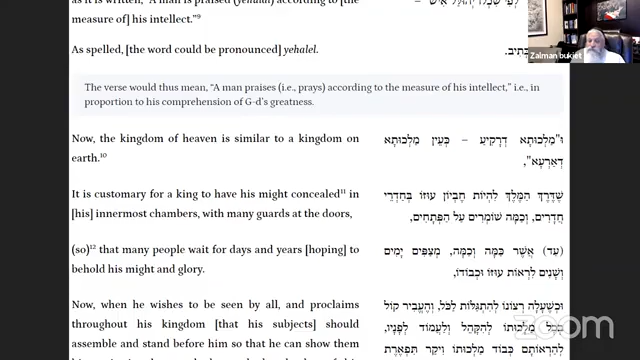 as it is written, "A man is praised (yehulal) according to [the
measure of] his intellect."⁹
As spelled, [the word could be pronounced] yehalel.
The verse would thus mean, "A man praises (i.e., prays) according to the measure of his intellect," i.e., in
proportion to his comprehension of G-d's greatness.
Now, the kingdom of heaven is similar to a kingdom on
earth.¹⁰
It is customary for a king to have his might concealed¹¹ in
[his] innermost chambers, with many guards at the doors,
(so)¹² that many people wait for days and years [hoping] to
behold his might and glory.
Now, when he wishes to be seen by all, and proclaims
throughout his kingdom [that his subjects] should
assemble and stand before him so that he can show them
לְפִי שִׂכְלוֹ יְהוּלַּל אִישׁ" –
וּ"מַלְכוּתָא דְרָקִיעַ – כְּעֵין מַלְכוּתָא
דְאַרְעָא",
שֶׁדֶּרֶךְ הַמֶּלֶךְ לִהְיוֹת חֶבְיוֹן עוּזּוֹ בְּחַדְרֵי
חֲדָרִים, וְכַמָּה שׁוֹמְרִים עַל הַפְּתָחִים,
(עַד) אֲשֶׁר כַּמָּה וְכַמָּה, מְצַפִּים יָמִים
וְשָׁנִים לִרְאוֹת עוּזּוֹ וּכְבוֹדוֹ,
וּכְשֶׁעָלָה רְצוֹנוֹ לְהִתְגַּלּוֹת לַכֹּל, וְהֶעֱבִיר קוֹל
בְּכָל מַלְכוּתוֹ לְהִקָּהֵל וְלַעֲמוֹד לְפָנָיו,
לְהַרְאוֹתָם כְּבוֹד מַלְכוּתוֹ וִיקַר תִּפְאֶרֶת
Zalman bukiet
zoom